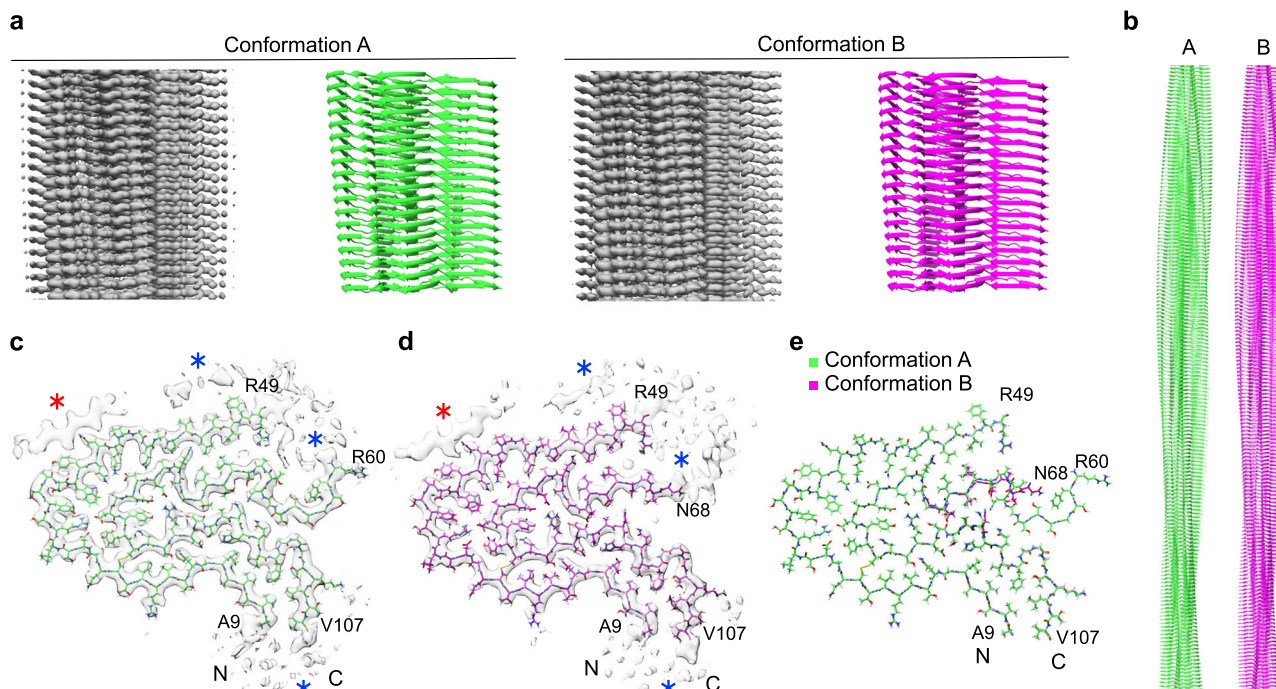 a
Conformation A
Conformation B
b
A
B
c
*
*
R49
*
R60
A9
V107
N
C
*
d
*
*
R49
*
N68
A9
V107
N
C
*
e
Conformation A
Conformation B
R49
N68
R60
A9
V107
N
C